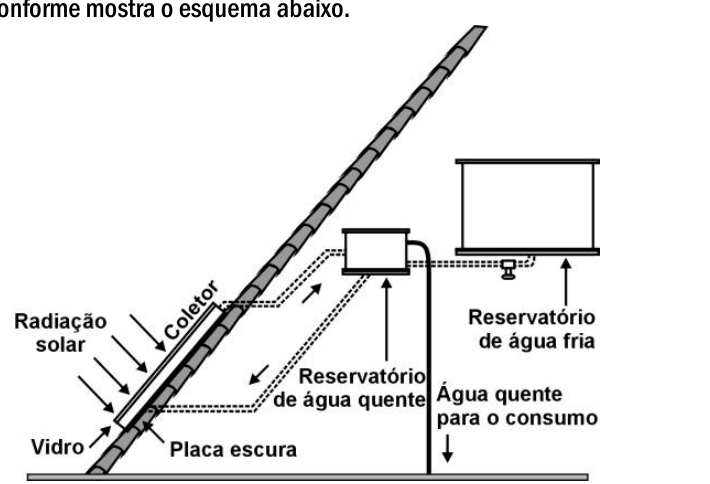 onforme mostra o esquema abaixo.
Coletor
Radiação
solar
Reservatório
de água fria
Reservatório
de água quente
Água quente
para o consumo
Vidro
Placa escura